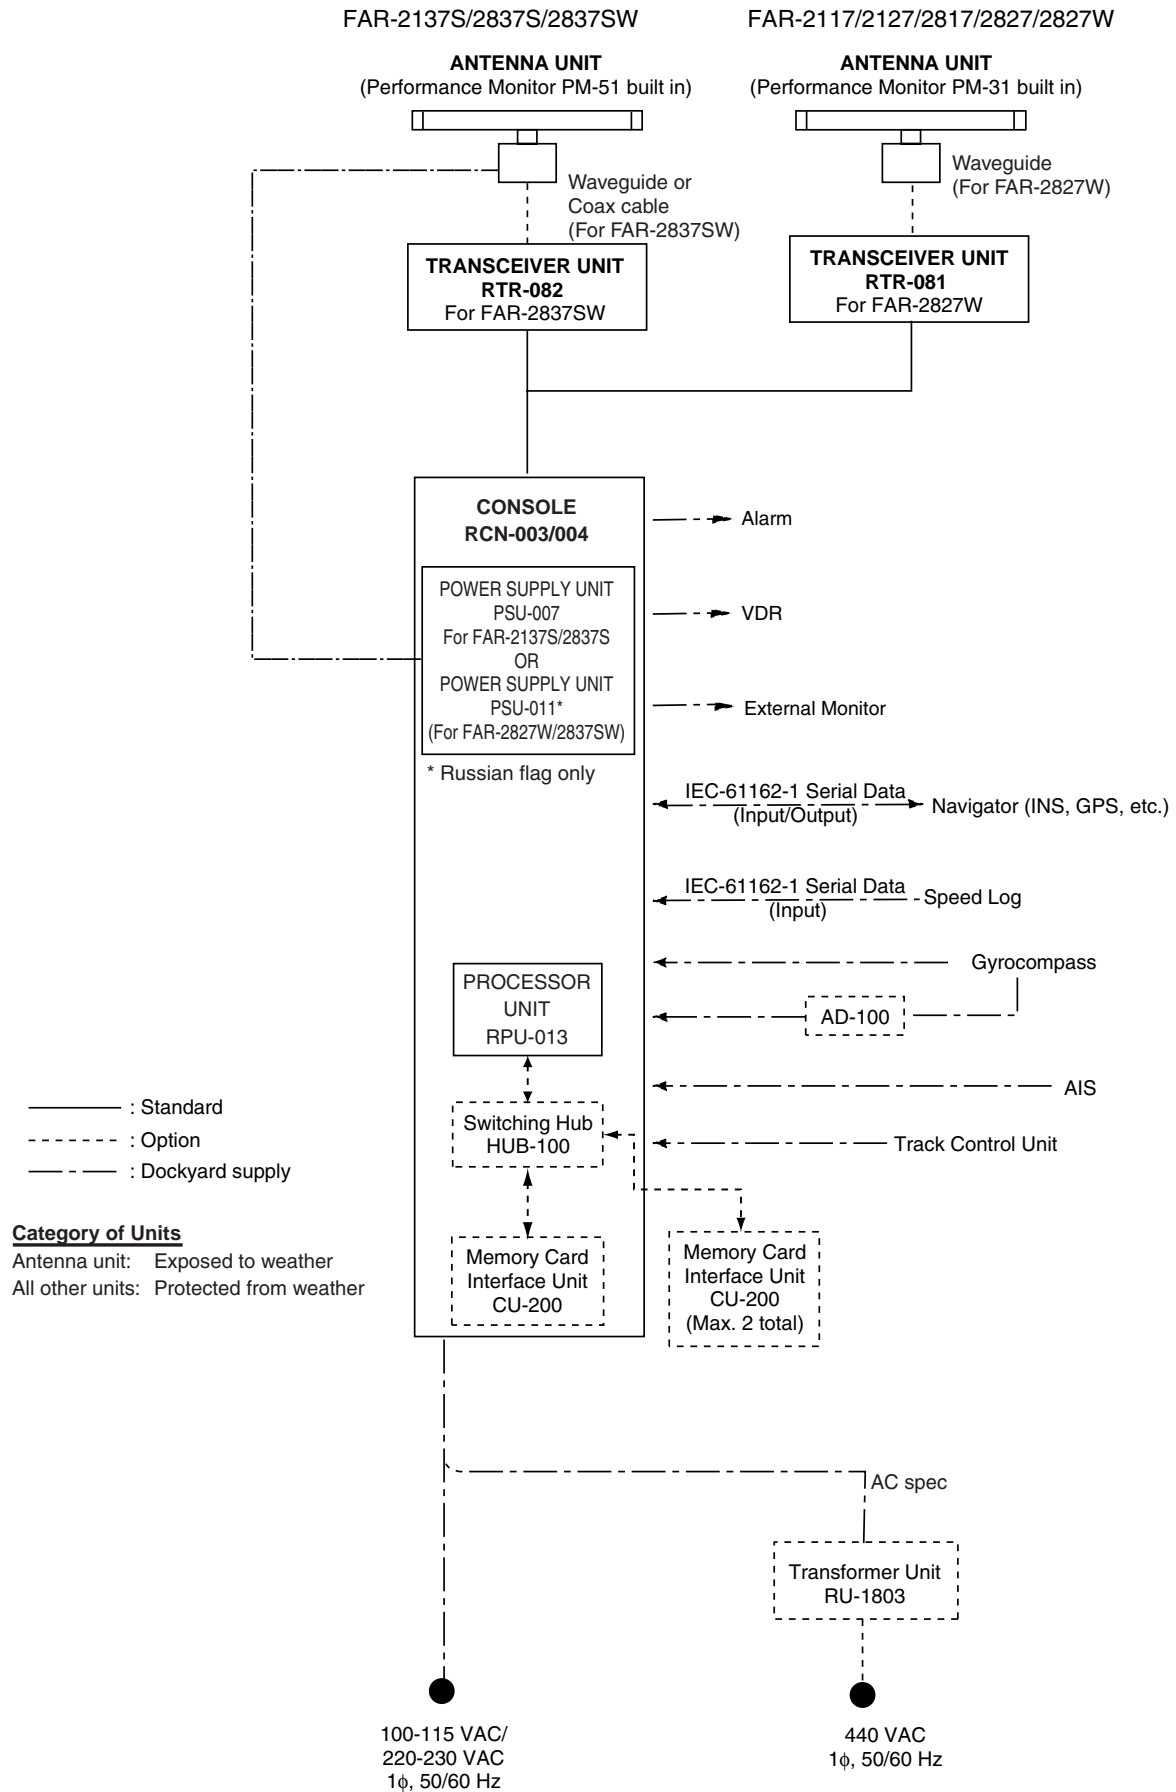 FAR-2137S/2837S/2837SW
FAR-2117/2127/2817/2827/2827W
ANTENNA UNIT
(Performance Monitor PM-51 built in)
ANTENNA UNIT
(Performance Monitor PM-31 built in)
Waveguide or
Coax cable
(For FAR-2837SW)
Waveguide
(For FAR-2827W)
TRANSCEIVER UNIT
RTR-082
For FAR-2837SW
TRANSCEIVER UNIT
RTR-081
For FAR-2827W
CONSOLE
RCN-003/004
POWER SUPPLY UNIT
PSU-007
For FAR-2137S/2837S
OR
POWER SUPPLY UNIT
PSU-011*
(For FAR-2827W/2837SW)
* Russian flag only
Alarm
VDR
External Monitor
IEC-61162-1 Serial Data
(Input/Output)
Navigator (INS, GPS, etc.)
IEC-61162-1 Serial Data
(Input)
Speed Log
Gyrocompass
AD-100
AIS
Track Control Unit
PROCESSOR
UNIT
RPU-013
Switching Hub
HUB-100
Memory Card
Interface Unit
CU-200
Memory Card
Interface Unit
CU-200
(Max. 2 total)
: Standard
: Option
: Dockyard supply
Category of Units
Antenna unit: Exposed to weather
All other units: Protected from weather
AC spec
Transformer Unit
RU-1803
100-115 VAC/
220-230 VAC
1ϕ, 50/60 Hz
440 VAC
1ϕ, 50/60 Hz